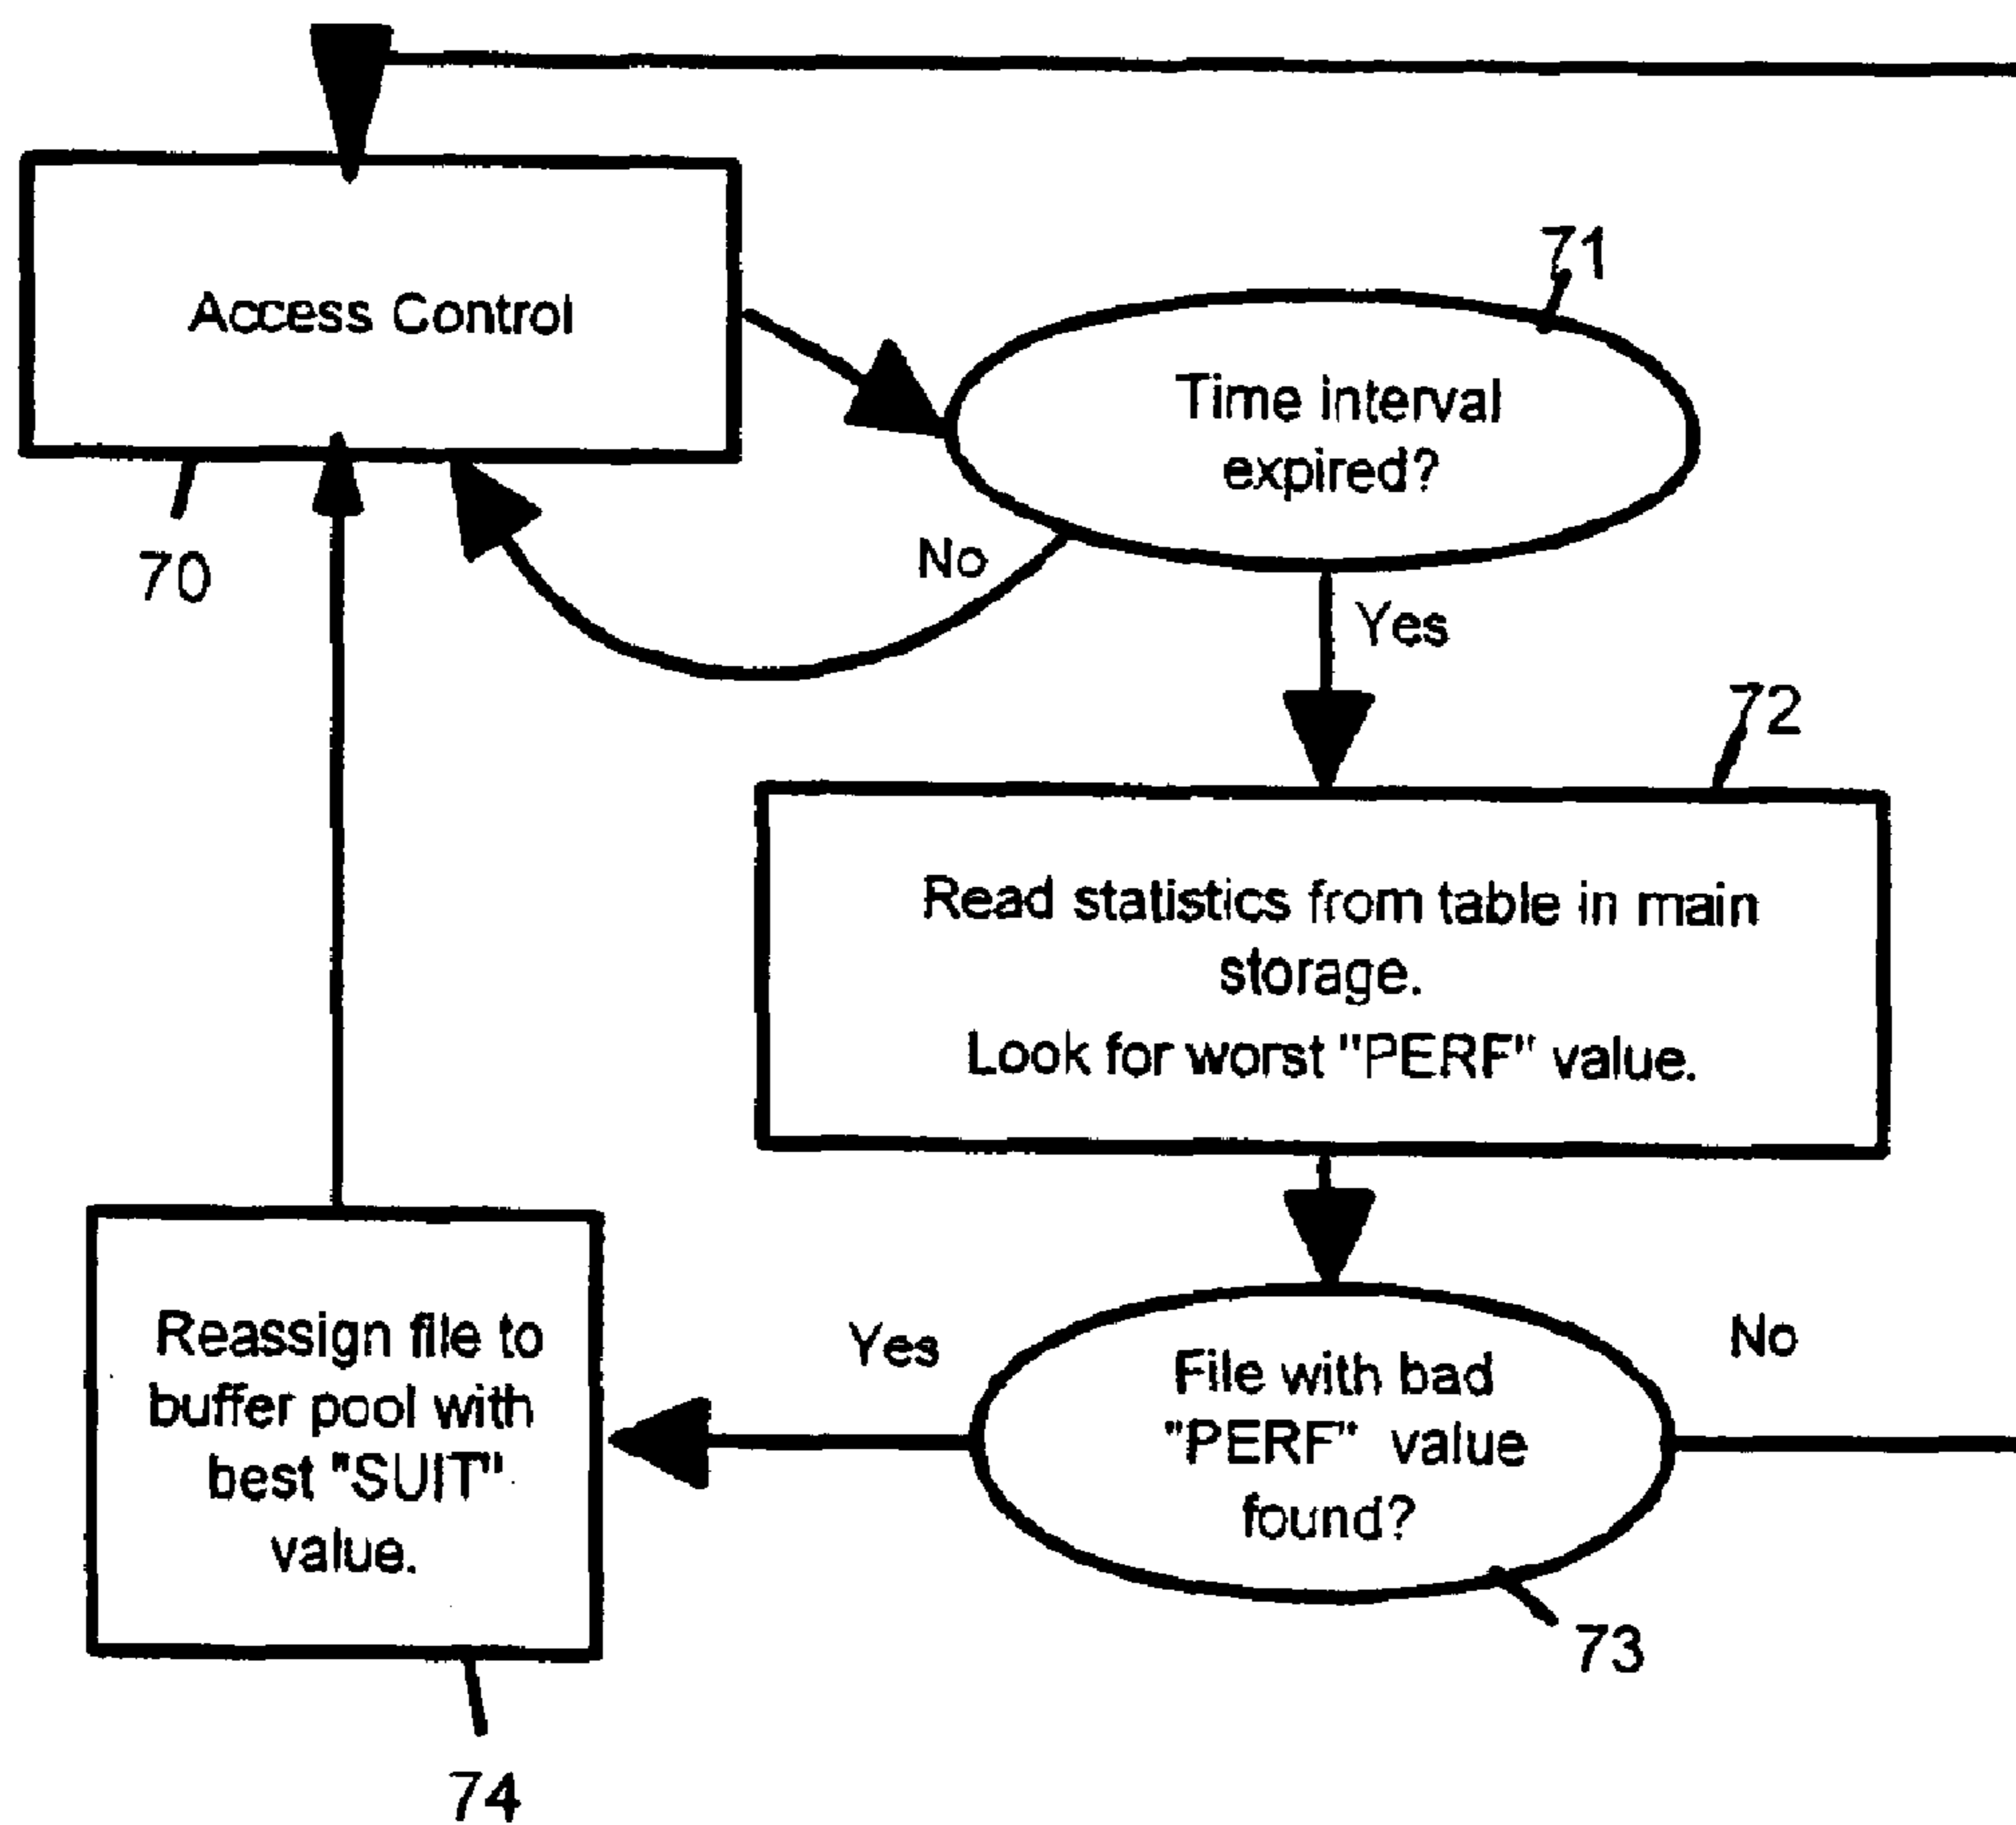 71
Access Control
Time interval
expired?
70
No
Yes
72
Read statistics from table in main
storage.
Look for worst "PERF" value.
Reassign file to
buffer pool with
best "SUIT"
value.
Yes
File with bad
"PERF" value
found?
No
73
74